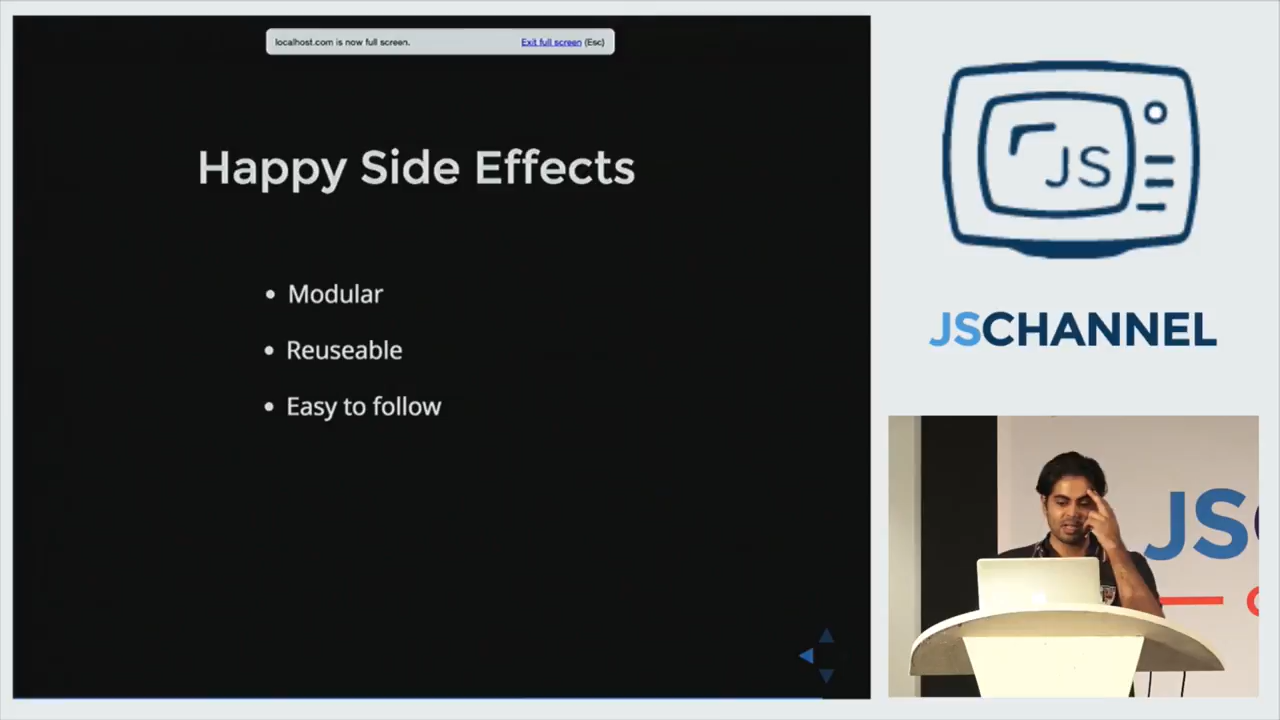 localhost.com is now full screen.
Exit full screen (Esc)
Happy Side Effects
• Modular
• Reuseable
• Easy to follow
JS
JSCHANNEL
JS